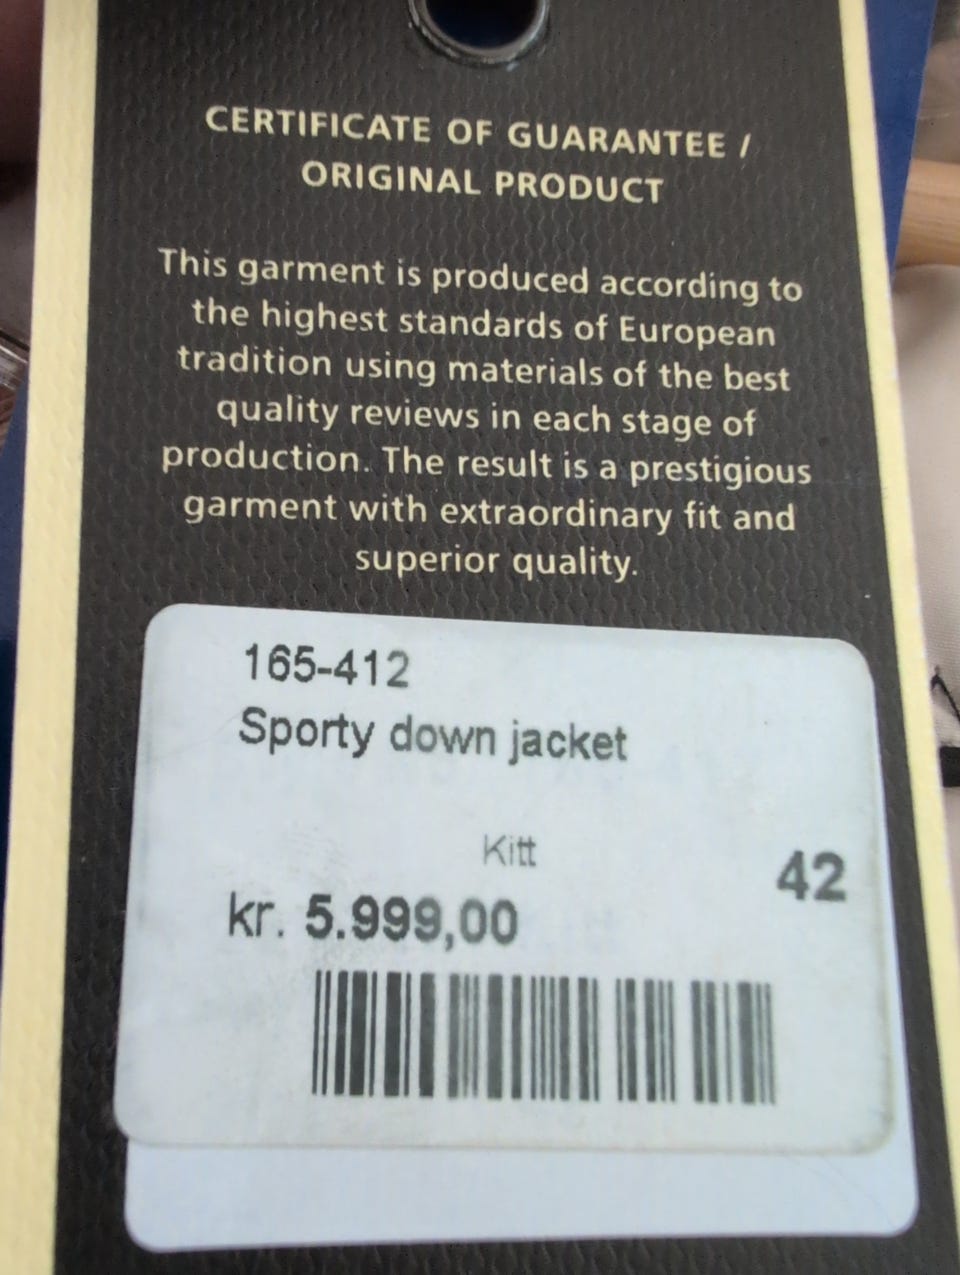 CERTIFICATE OF GUARANTEE /
ORIGINAL PRODUCT
This garment is produced according to
the highest standards of European
tradition using materials of the best
quality reviews in each stage of
production. The result is a prestigious
garment with extraordinary fit and
superior quality.
165-412
Sporty down jacket
Kitt
42
kr. 5.999,00